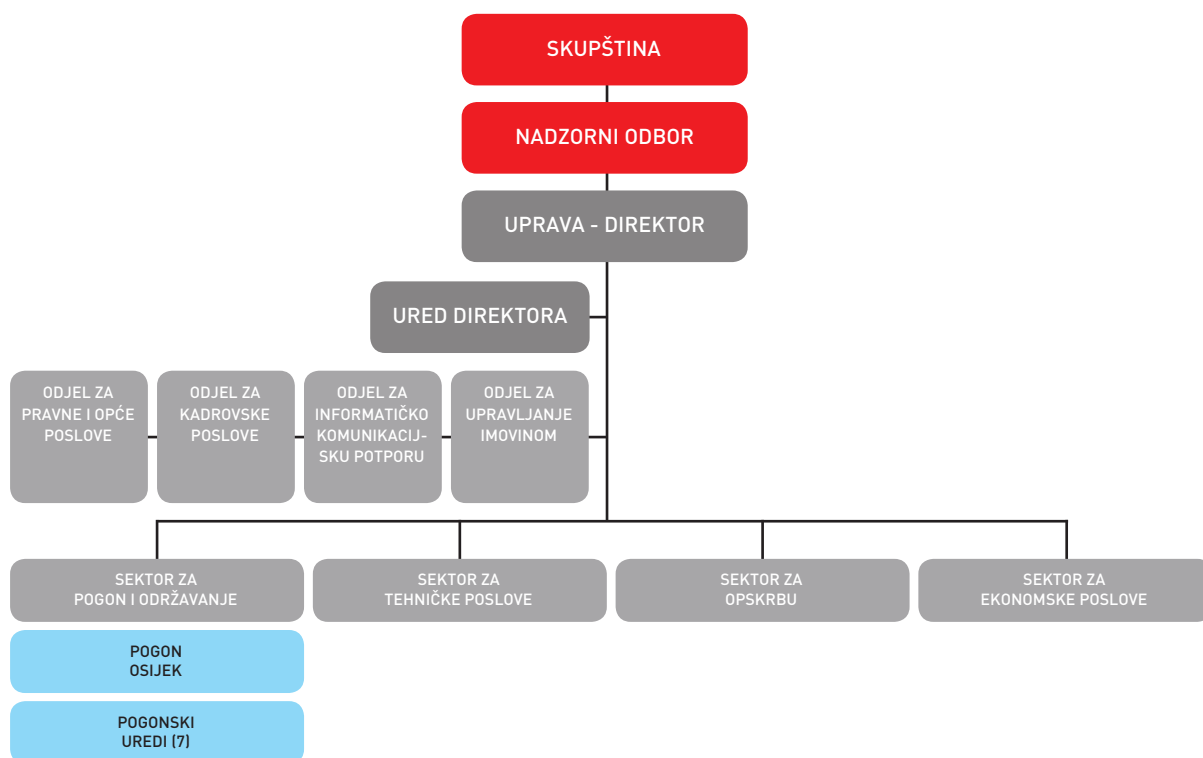 SKUPŠTINA
NADZORNI ODBOR
UPRAVA - DIREKTOR
URED DIREKTORA
ODJEL ZA
PRAVNE I OPĆE
POSLOVE
ODJEL ZA
KADROVSKE
POSLOVE
ODJEL ZA
INFORMATIČKO
KOMUNIKACIJ-
SKU POTPORU
ODJEL ZA
UPRAVLJANJE
IMOVINOM
SEKTOR ZA
POGON I ODRŽAVANJE
SEKTOR ZA
TEHNIČKE POSLOVE
SEKTOR ZA
OPSKRBU
SEKTOR ZA
EKONOMSKE POSLOVE
POGON
OSIJEK
POGONSKI
UREDI (7)